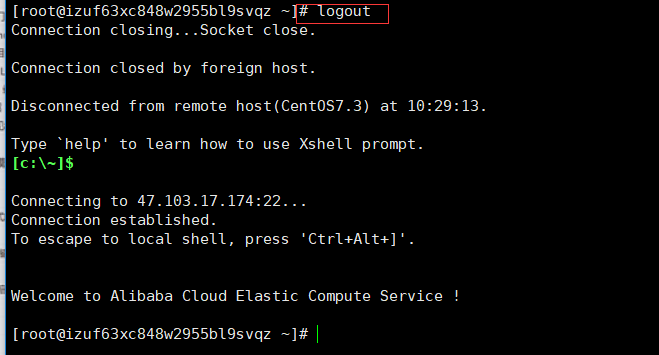 [root@izuf63xc848w2955bl9svqz ~]# logout
Connection closing...Socket close.
Connection closed by foreign host.
Disconnected from remote host(CentOS7.3) at 10:29:13.
Type `help' to learn how to use Xshell prompt.
[c:\~]$
Connecting to 47.103.17.174:22...
Connection established.
To escape to local shell, press 'Ctrl+Alt+]'.
Welcome to Alibaba Cloud Elastic Compute Service !
[root@izuf63xc848w2955bl9svqz ~]#